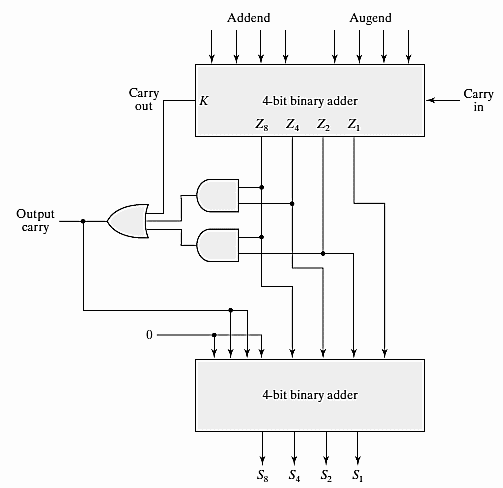 Addend Augend
Carry out
K
4-bit binary adder
Carry in
Z₈ Z₄ Z₂ Z₁
Output carry
0
4-bit binary adder
S₈ S₄ S₂ S₁